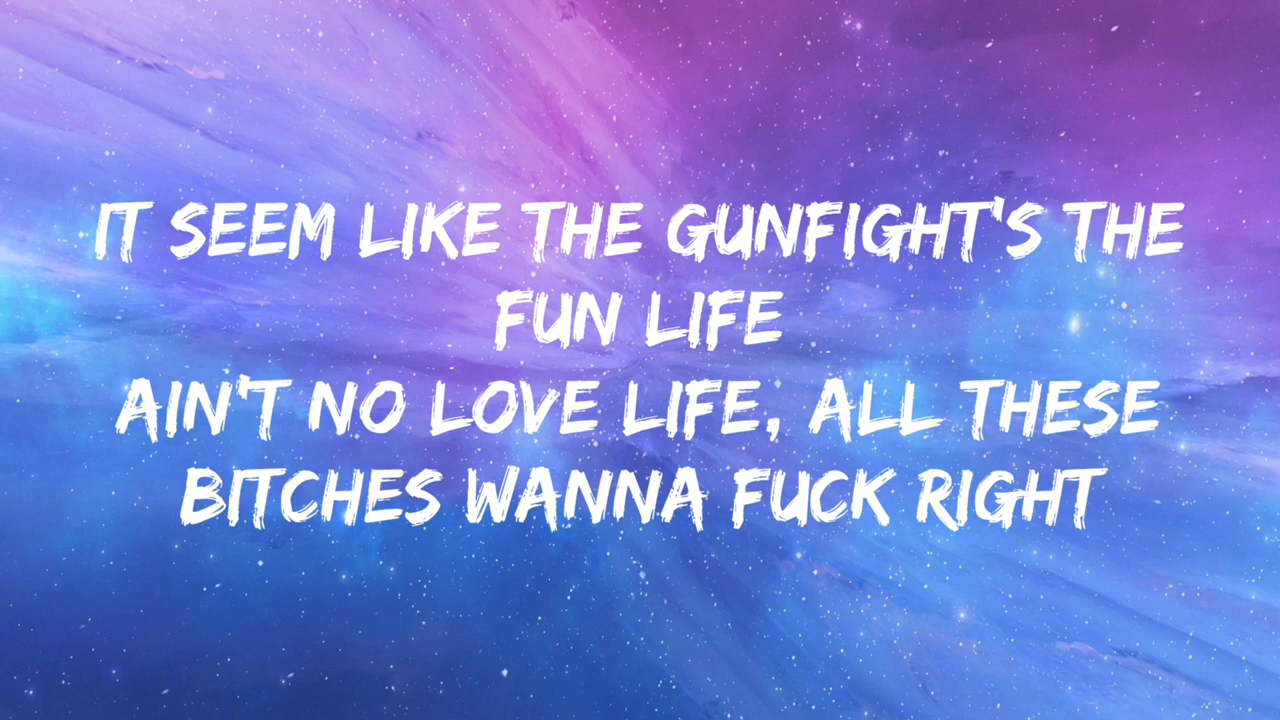 IT SEEM LIKE THE GUNFIGHT'S THE
FUN LIFE
AIN'T NO LOVE LIFE, ALL THESE
BITCHES WANNA FUCK RIGHT